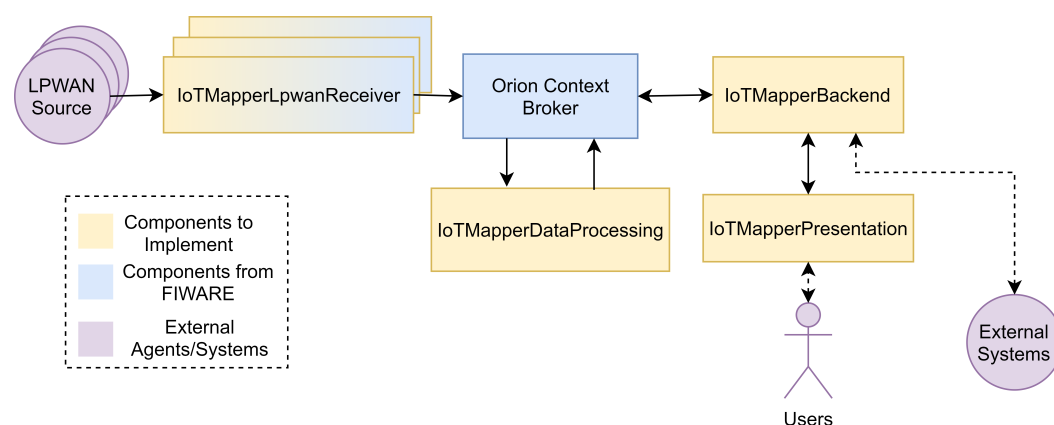 LPWAN
Source
IoTMapperLpwanReceiver
Orion Context
Broker
IoTMapperBackend
IoTMapperDataProcessing
IoTMapperPresentation
Components to
Implement
Components from
FIWARE
External
Agents/Systems
External
Systems
Users